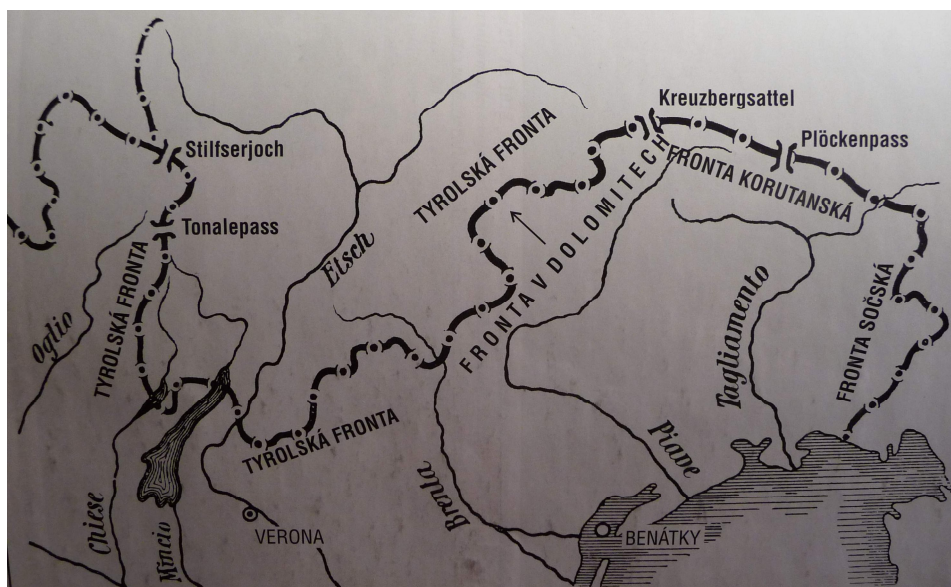 Kreuzbergsattel
Plöckenpass
Stilfserjoch
Tonalepass
TYROLSKÁ FRONTA
FRONTA KORUTANSKÁ
FRONTA V DOLOMITECH
Etsch
Oglio
TYROLSKÁ FRONTA
Tagliamento
FRONTA SOČSKÁ
TYROLSKÁ FRONTA
Piave
Brenta
Chiese
Mincio
VERONA
BENÁTKY